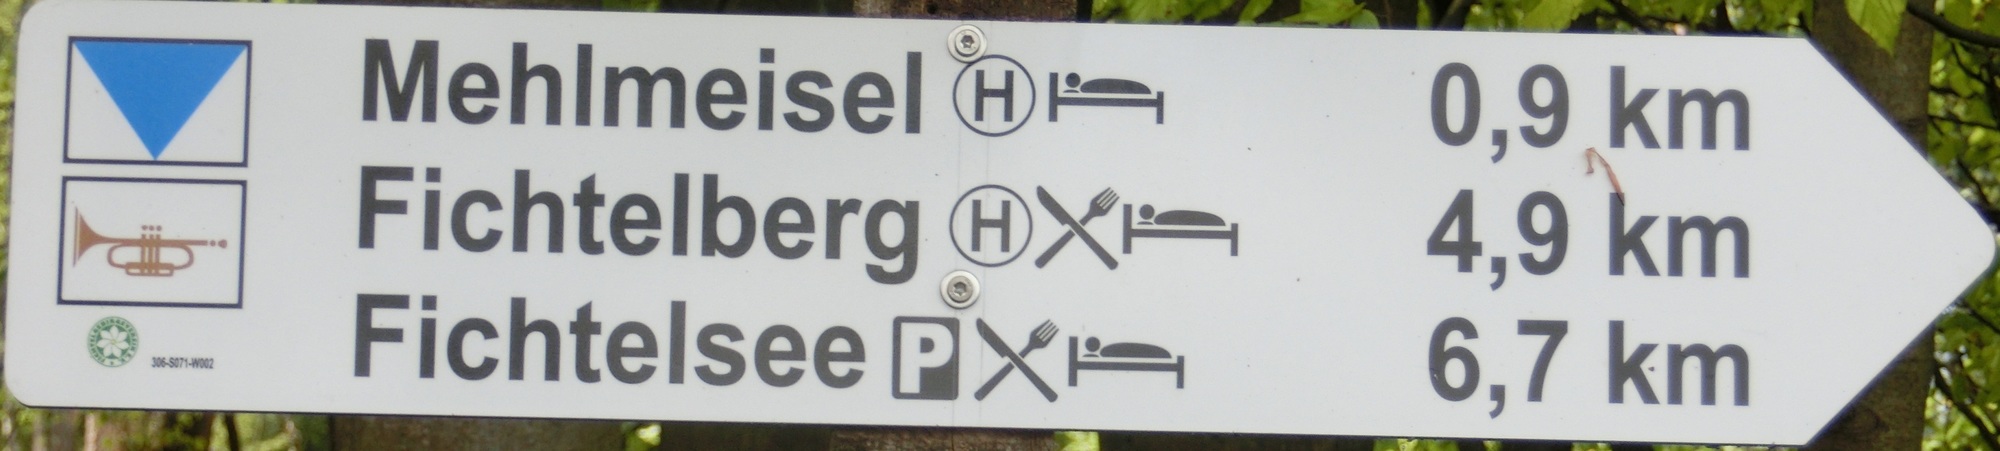 Mehlmeisel H 0,9 km
Fichtelberg H 4,9 km
Fichtelsee P 6,7 km
306-S071-W002